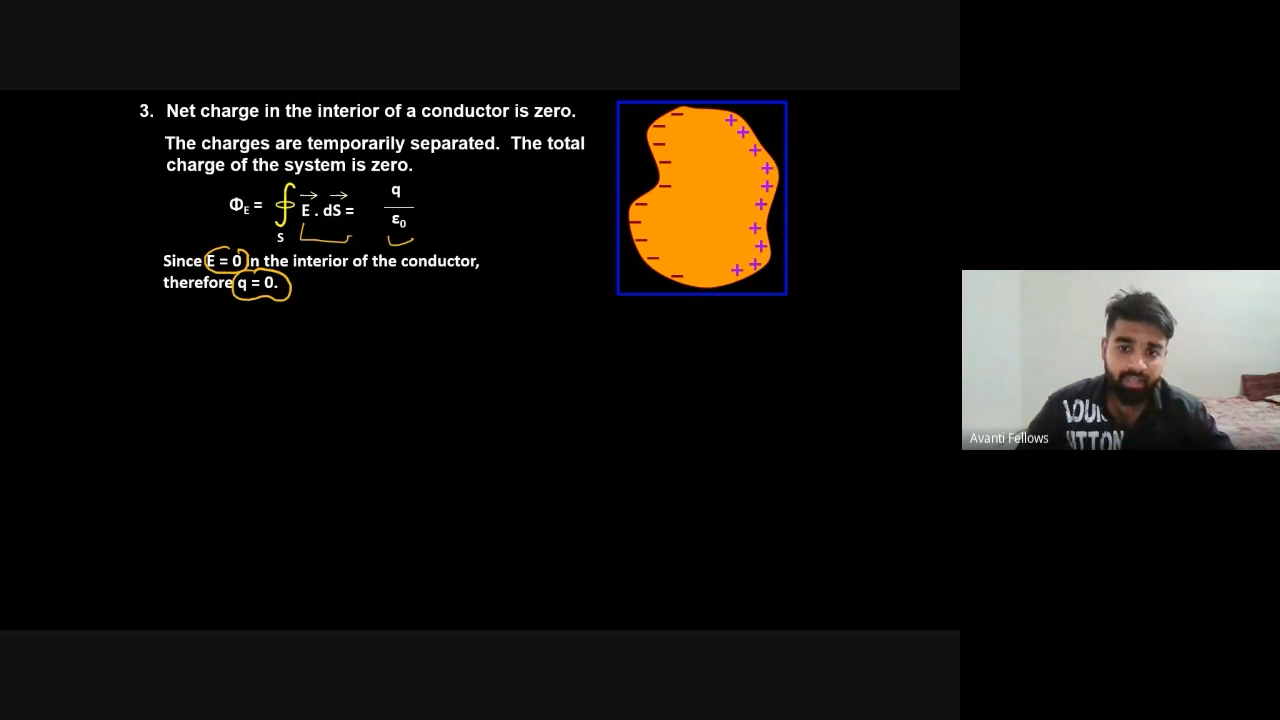 3. Net charge in the interior of a conductor is zero.
The charges are temporarily separated. The total
charge of the system is zero.
ΦE = ∮S E . dS = q / ε0
Since E = 0 in the interior of the conductor,
therefore q = 0.
LOUIS
Avanti Fellows